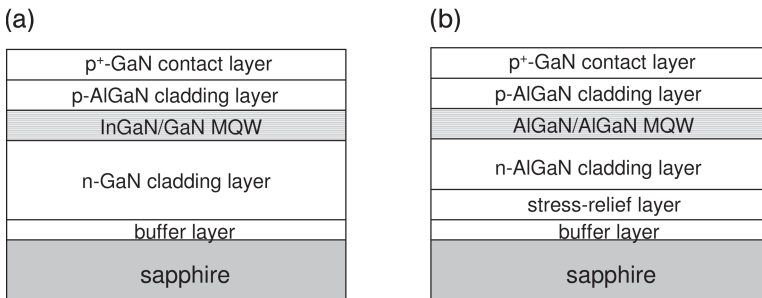 (a)
p⁺-GaN contact layer
p-AlGaN cladding layer
InGaN/GaN MQW
n-GaN cladding layer
buffer layer
sapphire
(b)
p⁺-GaN contact layer
p-AlGaN cladding layer
AlGaN/AlGaN MQW
n-AlGaN cladding layer
stress-relief layer
buffer layer
sapphire